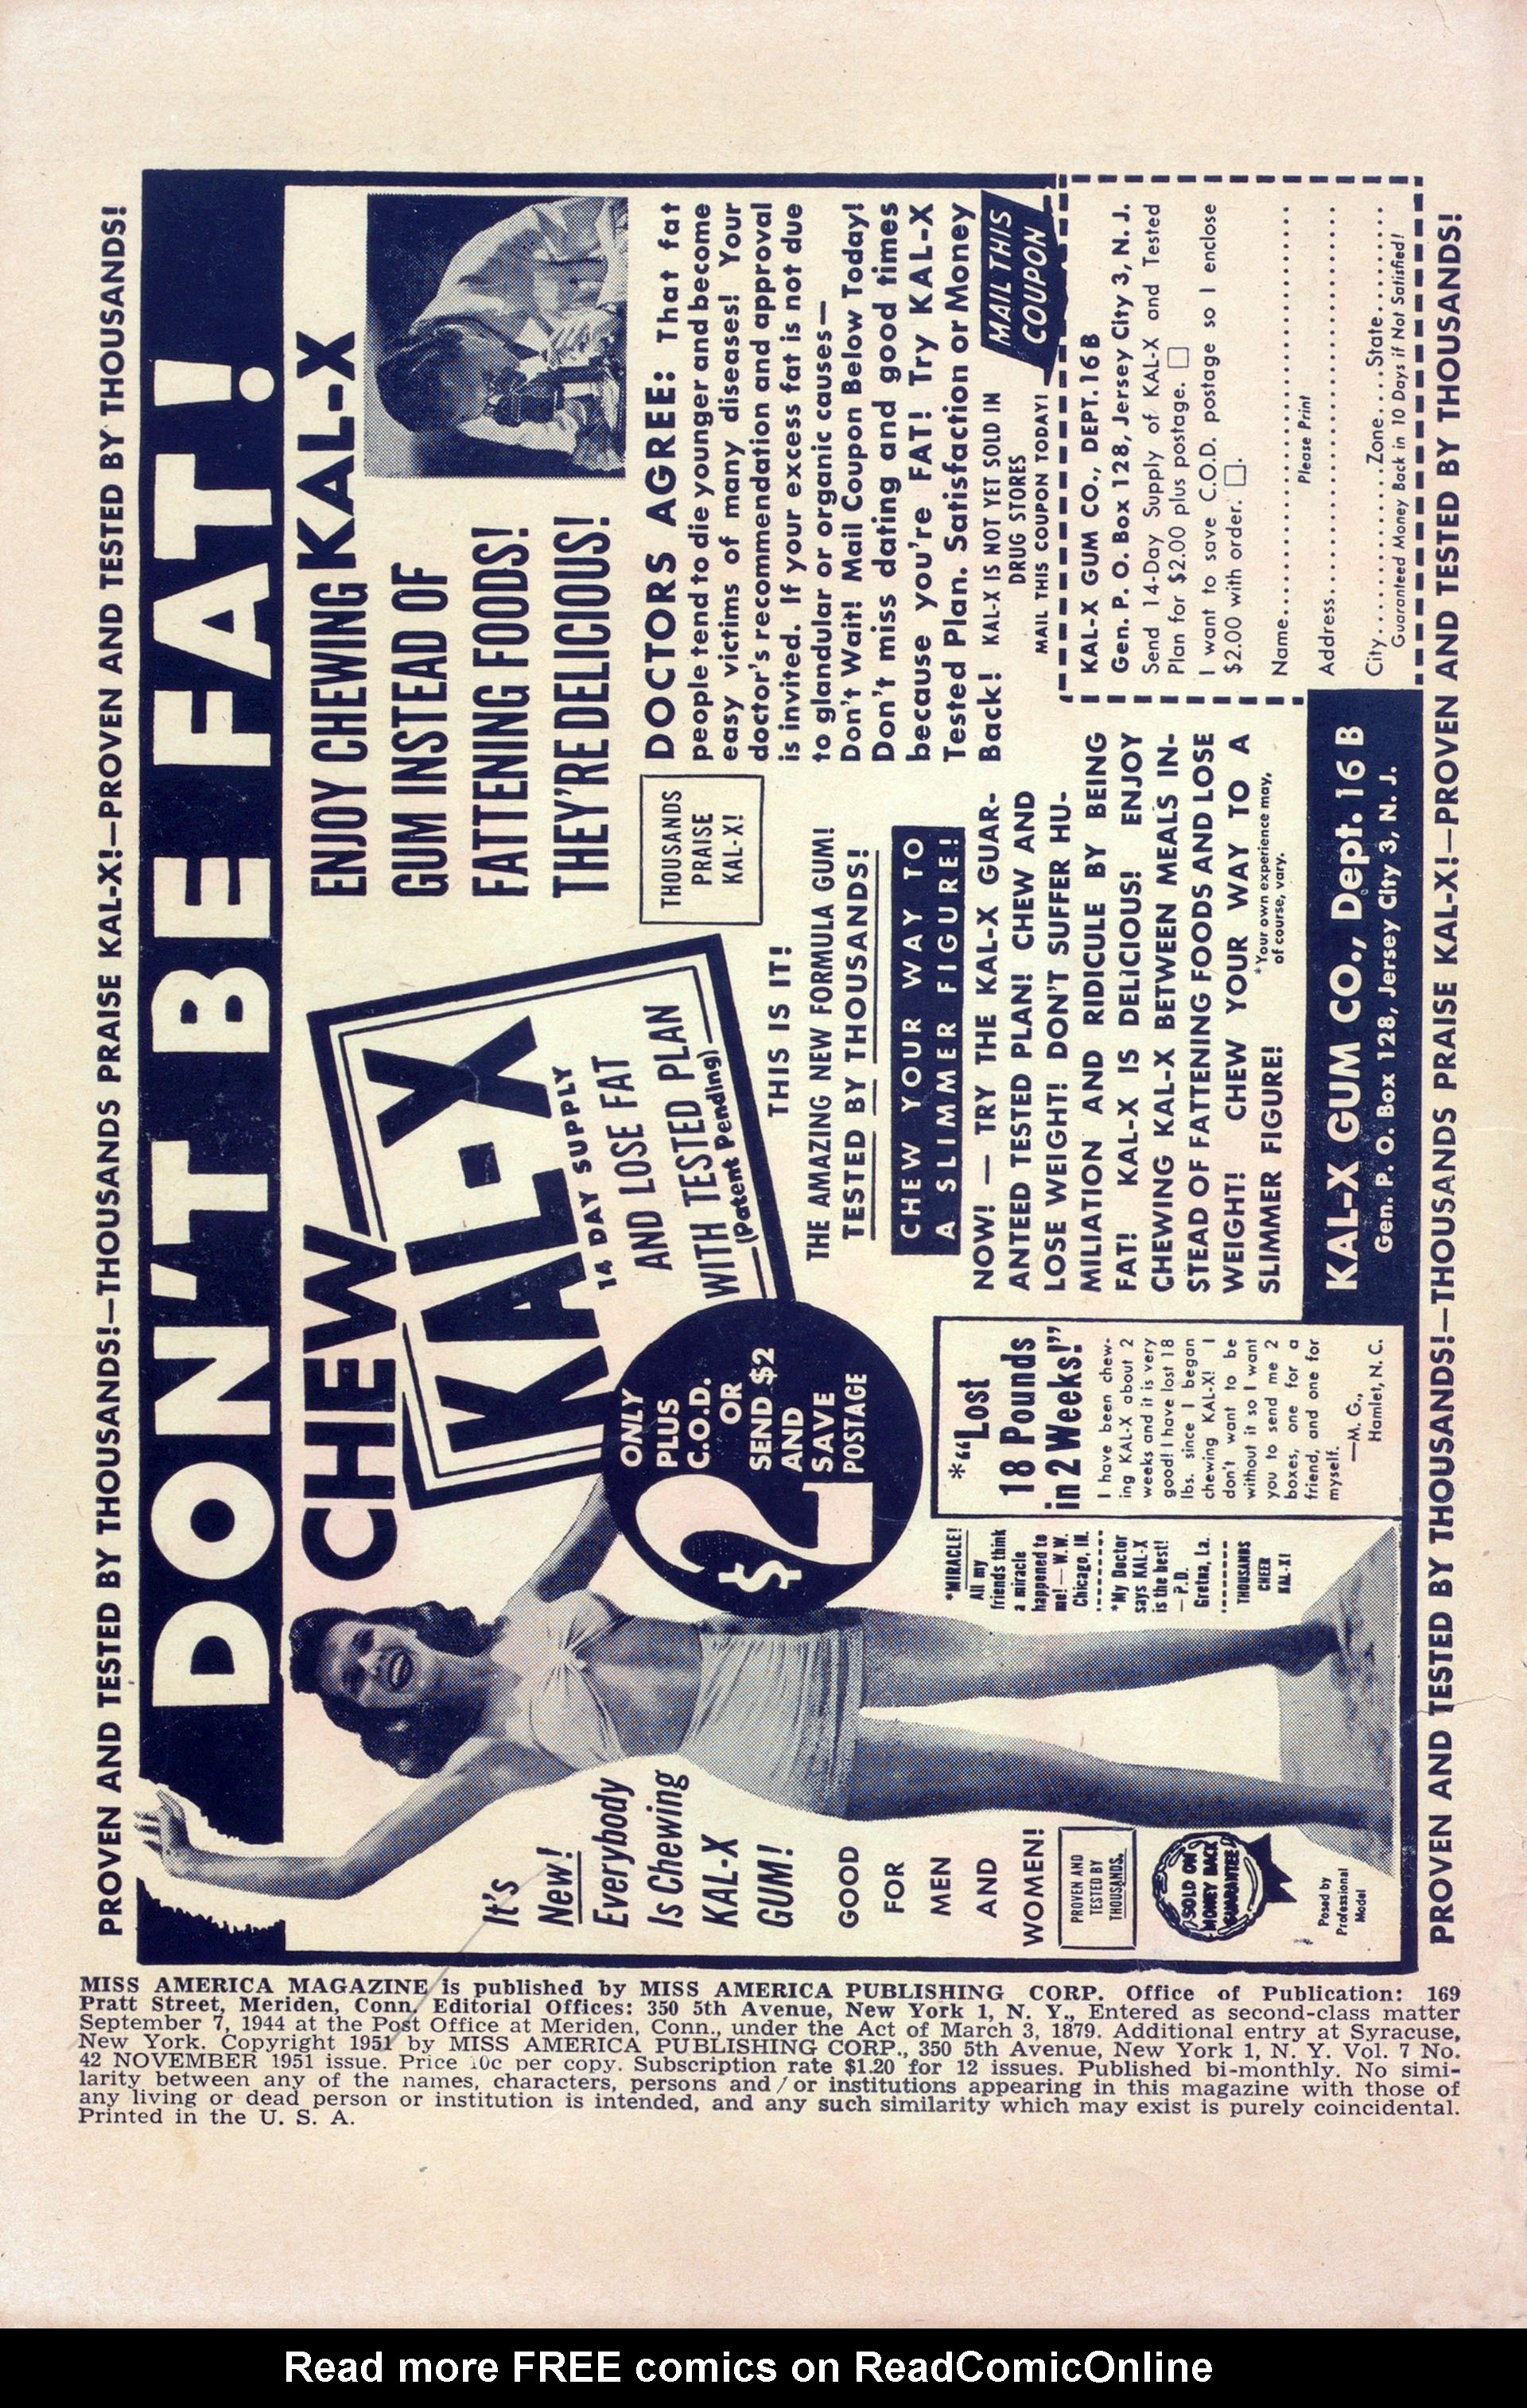 PROVEN AND TESTED BY THOUSANDS!—THOUSANDS PRAISE KAL-X!—PROVEN AND TESTED BY THOUSANDS!
DON'T BE FAT!
CHEW
KAL-X
14 DAY SUPPLY
AND LOSE FAT
WITH TESTED PLAN
(Patent Pending)
ENJOY CHEWING KAL-X
GUM INSTEAD OF
FATTENING FOODS!
THEY'RE DELICIOUS!
It's
New!
Everybody
Is Chewing
KAL-X
GUM!
GOOD
FOR
MEN
AND
WOMEN!
PROVEN AND
TESTED BY
THOUSANDS.
SOLD ON
MONEY BACK
GUARANTEE
Posed by
Professional
Model
ONLY
$2
PLUS
C.O.D.
OR
SEND $2
AND
SAVE
POSTAGE
*MIRACLE!
All my
friends think
a miracle
happened to
me! — W.W.
Chicago, Ill.
*My Doctor
says KAL-X
is the best!
— P.D.
Gretna, La.
THOUSANDS
CHEER
KAL-X!
*"Lost
18 Pounds
in 2 Weeks!"
I have been chew-
ing KAL-X about 2
weeks and it is very
good! I have lost 18
lbs. since I began
chewing KAL-X! I
don't want to be
without it so I want
you to send me 2
boxes, one for a
friend, and one for
myself.
—M. G.,
Hamlet, N. C.
THIS IS IT!
THE AMAZING NEW FORMULA GUM!
TESTED BY THOUSANDS!
CHEW YOUR WAY TO
A SLIMMER FIGURE!
NOW! — TRY THE KAL-X GUAR-
ANTEED TESTED PLAN! CHEW AND
LOSE WEIGHT! DON'T SUFFER HU-
MILIATION AND RIDICULE BY BEING
FAT! KAL-X IS DELICIOUS! ENJOY
CHEWING KAL-X BETWEEN MEALS IN-
STEAD OF FATTENING FOODS AND LOSE
WEIGHT! CHEW YOUR WAY TO A
SLIMMER FIGURE!
*Your own experience may,
of course, vary.
KAL-X GUM CO., Dept. 16 B
Gen. P. O. Box 128, Jersey City 3, N. J.
THOUSANDS
PRAISE
KAL-X!
DOCTORS AGREE: That fat
people tend to die younger and become
easy victims of many diseases! Your
doctor's recommendation and approval
is invited. If your excess fat is not due
to glandular or organic causes—
Don't Wait! Mail Coupon Below Today!
Don't miss dating and good times
because you're FAT! Try KAL-X
Tested Plan. Satisfaction or Money
Back! KAL-X IS NOT YET SOLD IN
DRUG STORES
MAIL THIS COUPON TODAY!
MAIL THIS
COUPON
KAL-X GUM CO., DEPT. 16 B
Gen. P. O. Box 128, Jersey City 3, N. J.
Send 14-Day Supply of KAL-X and Tested
Plan for $2.00 plus postage. □
I want to save C.O.D. postage so I enclose
$2.00 with order. □.
Name
Please Print
Address
City..........Zone....State..........
Guaranteed Money Back in 10 Days if Not Satisfied!
PROVEN AND TESTED BY THOUSANDS!—THOUSANDS PRAISE KAL-X!—PROVEN AND TESTED BY THOUSANDS!
MISS AMERICA MAGAZINE is published by MISS AMERICA PUBLISHING CORP. Office of Publication: 169
Pratt Street, Meriden, Conn. Editorial Offices: 350 5th Avenue, New York 1, N. Y., Entered as second-class matter
September 7, 1944 at the Post Office at Meriden, Conn., under the Act of March 3, 1879. Additional entry at Syracuse,
New York. Copyright 1951 by MISS AMERICA PUBLISHING CORP., 350 5th Avenue, New York 1, N. Y. Vol. 7 No.
42 NOVEMBER 1951 issue. Price 10c per copy. Subscription rate $1.20 for 12 issues. Published bi-monthly. No simi-
larity between any of the names, characters, persons and/or institutions appearing in this magazine with those of
any living or dead person or institution is intended, and any such similarity which may exist is purely coincidental.
Printed in the U. S. A.
Read more FREE comics on ReadComicOnline